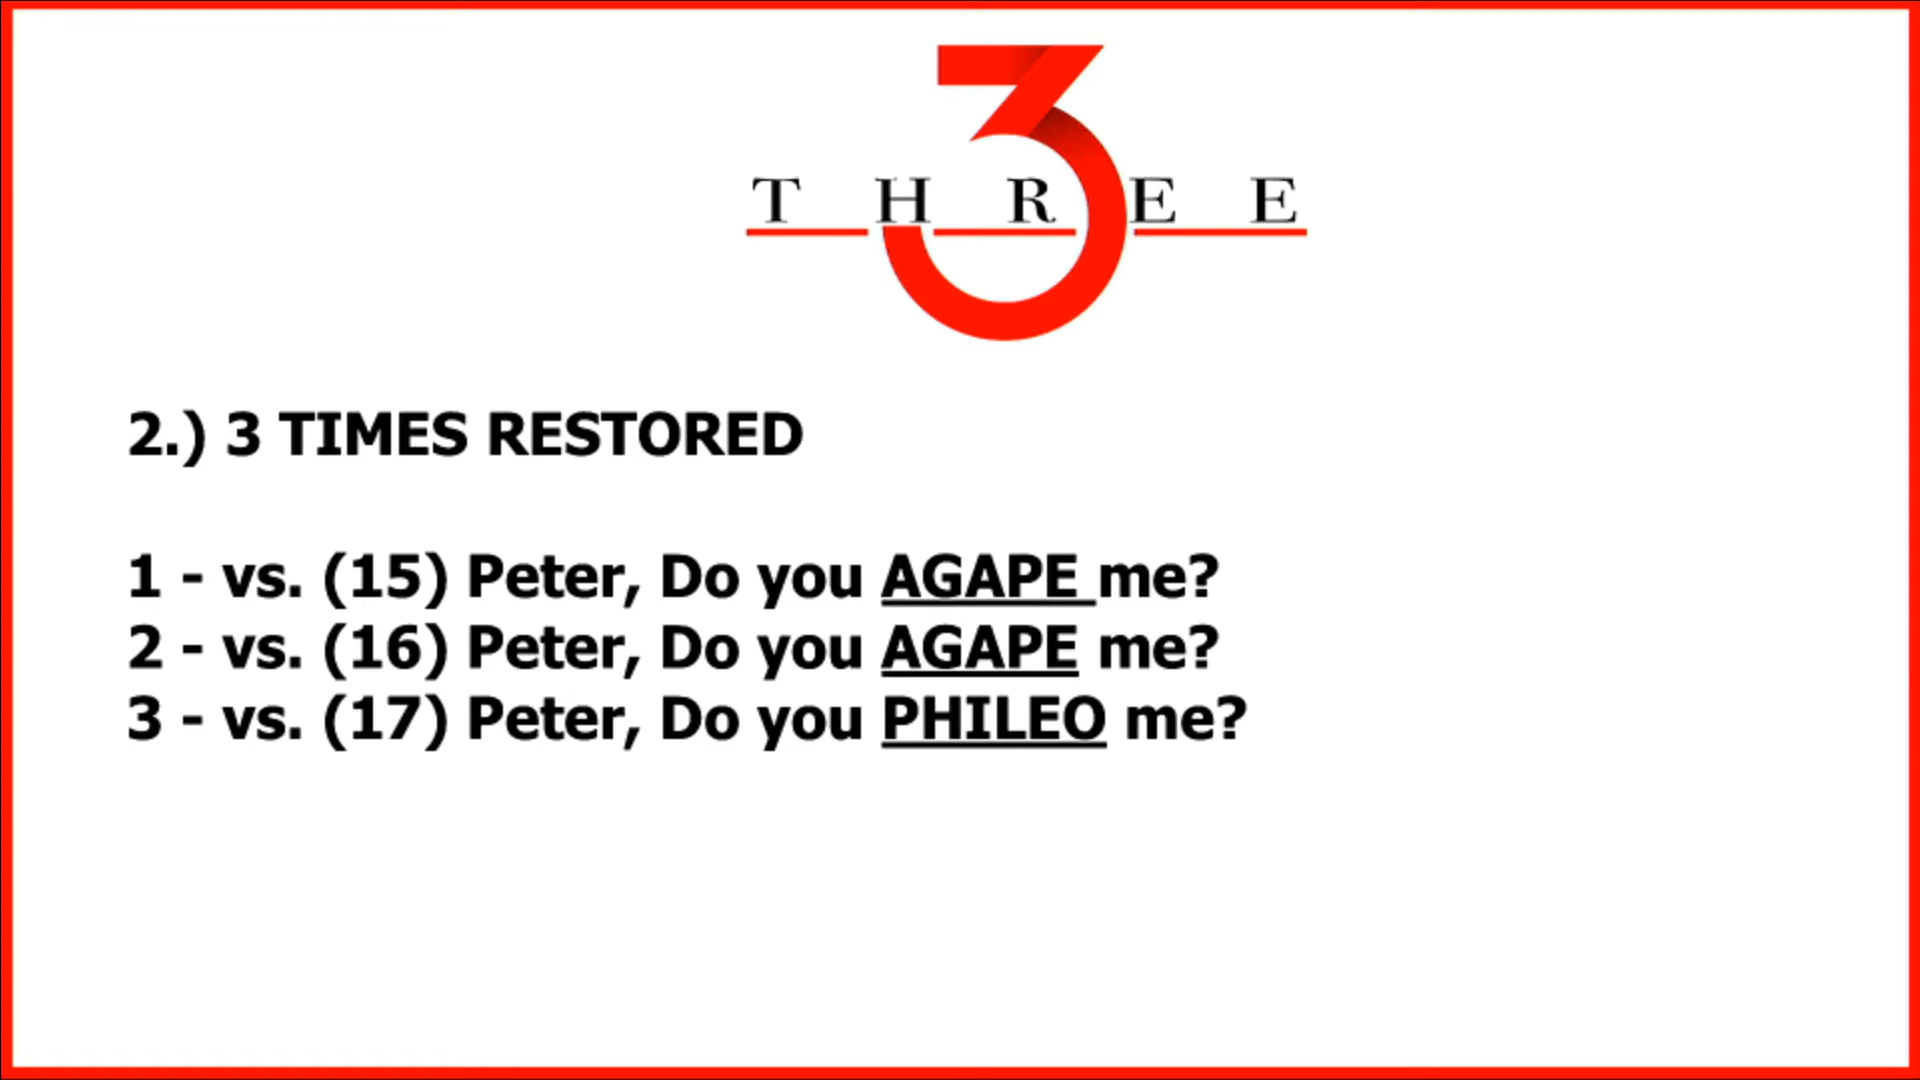 3
T H R E E
2.) 3 TIMES RESTORED
1 - vs. (15) Peter, Do you AGAPE me?
2 - vs. (16) Peter, Do you AGAPE me?
3 - vs. (17) Peter, Do you PHILEO me?